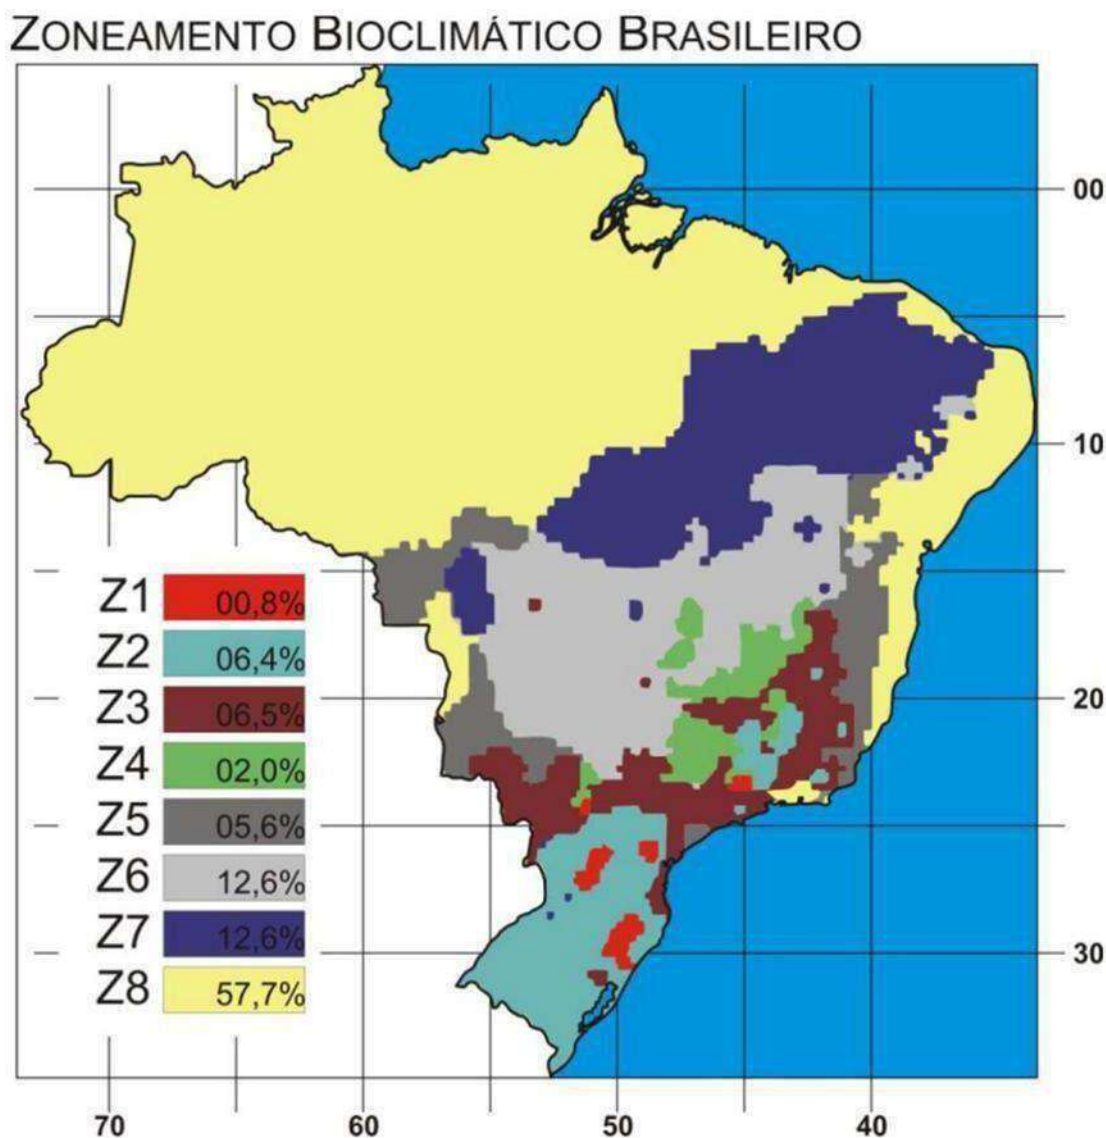 ZONEAMENTO BIOCLIMÁTICO BRASILEIRO
00
10
Z1 00,8%
Z2 06,4%
Z3 06,5%
20
Z4 02,0%
Z5 05,6%
Z6 12,6%
Z7 12,6%
30
Z8 57,7%
70 60 50 40